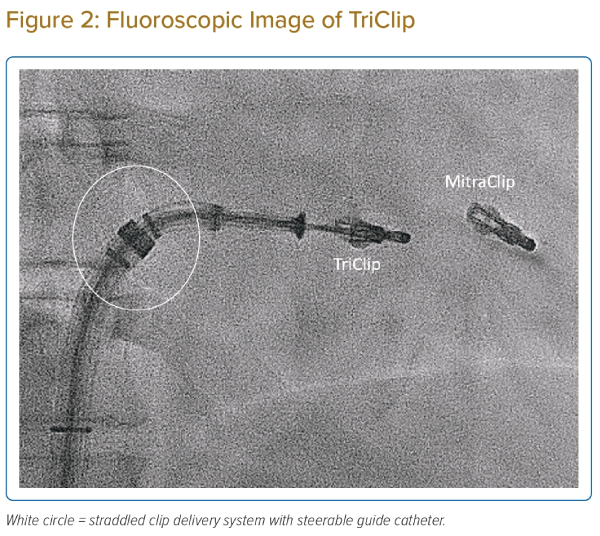 Figure 2: Fluoroscopic Image of TriClip
MitraClip
TriClip
White circle = straddled clip delivery system with steerable guide catheter.